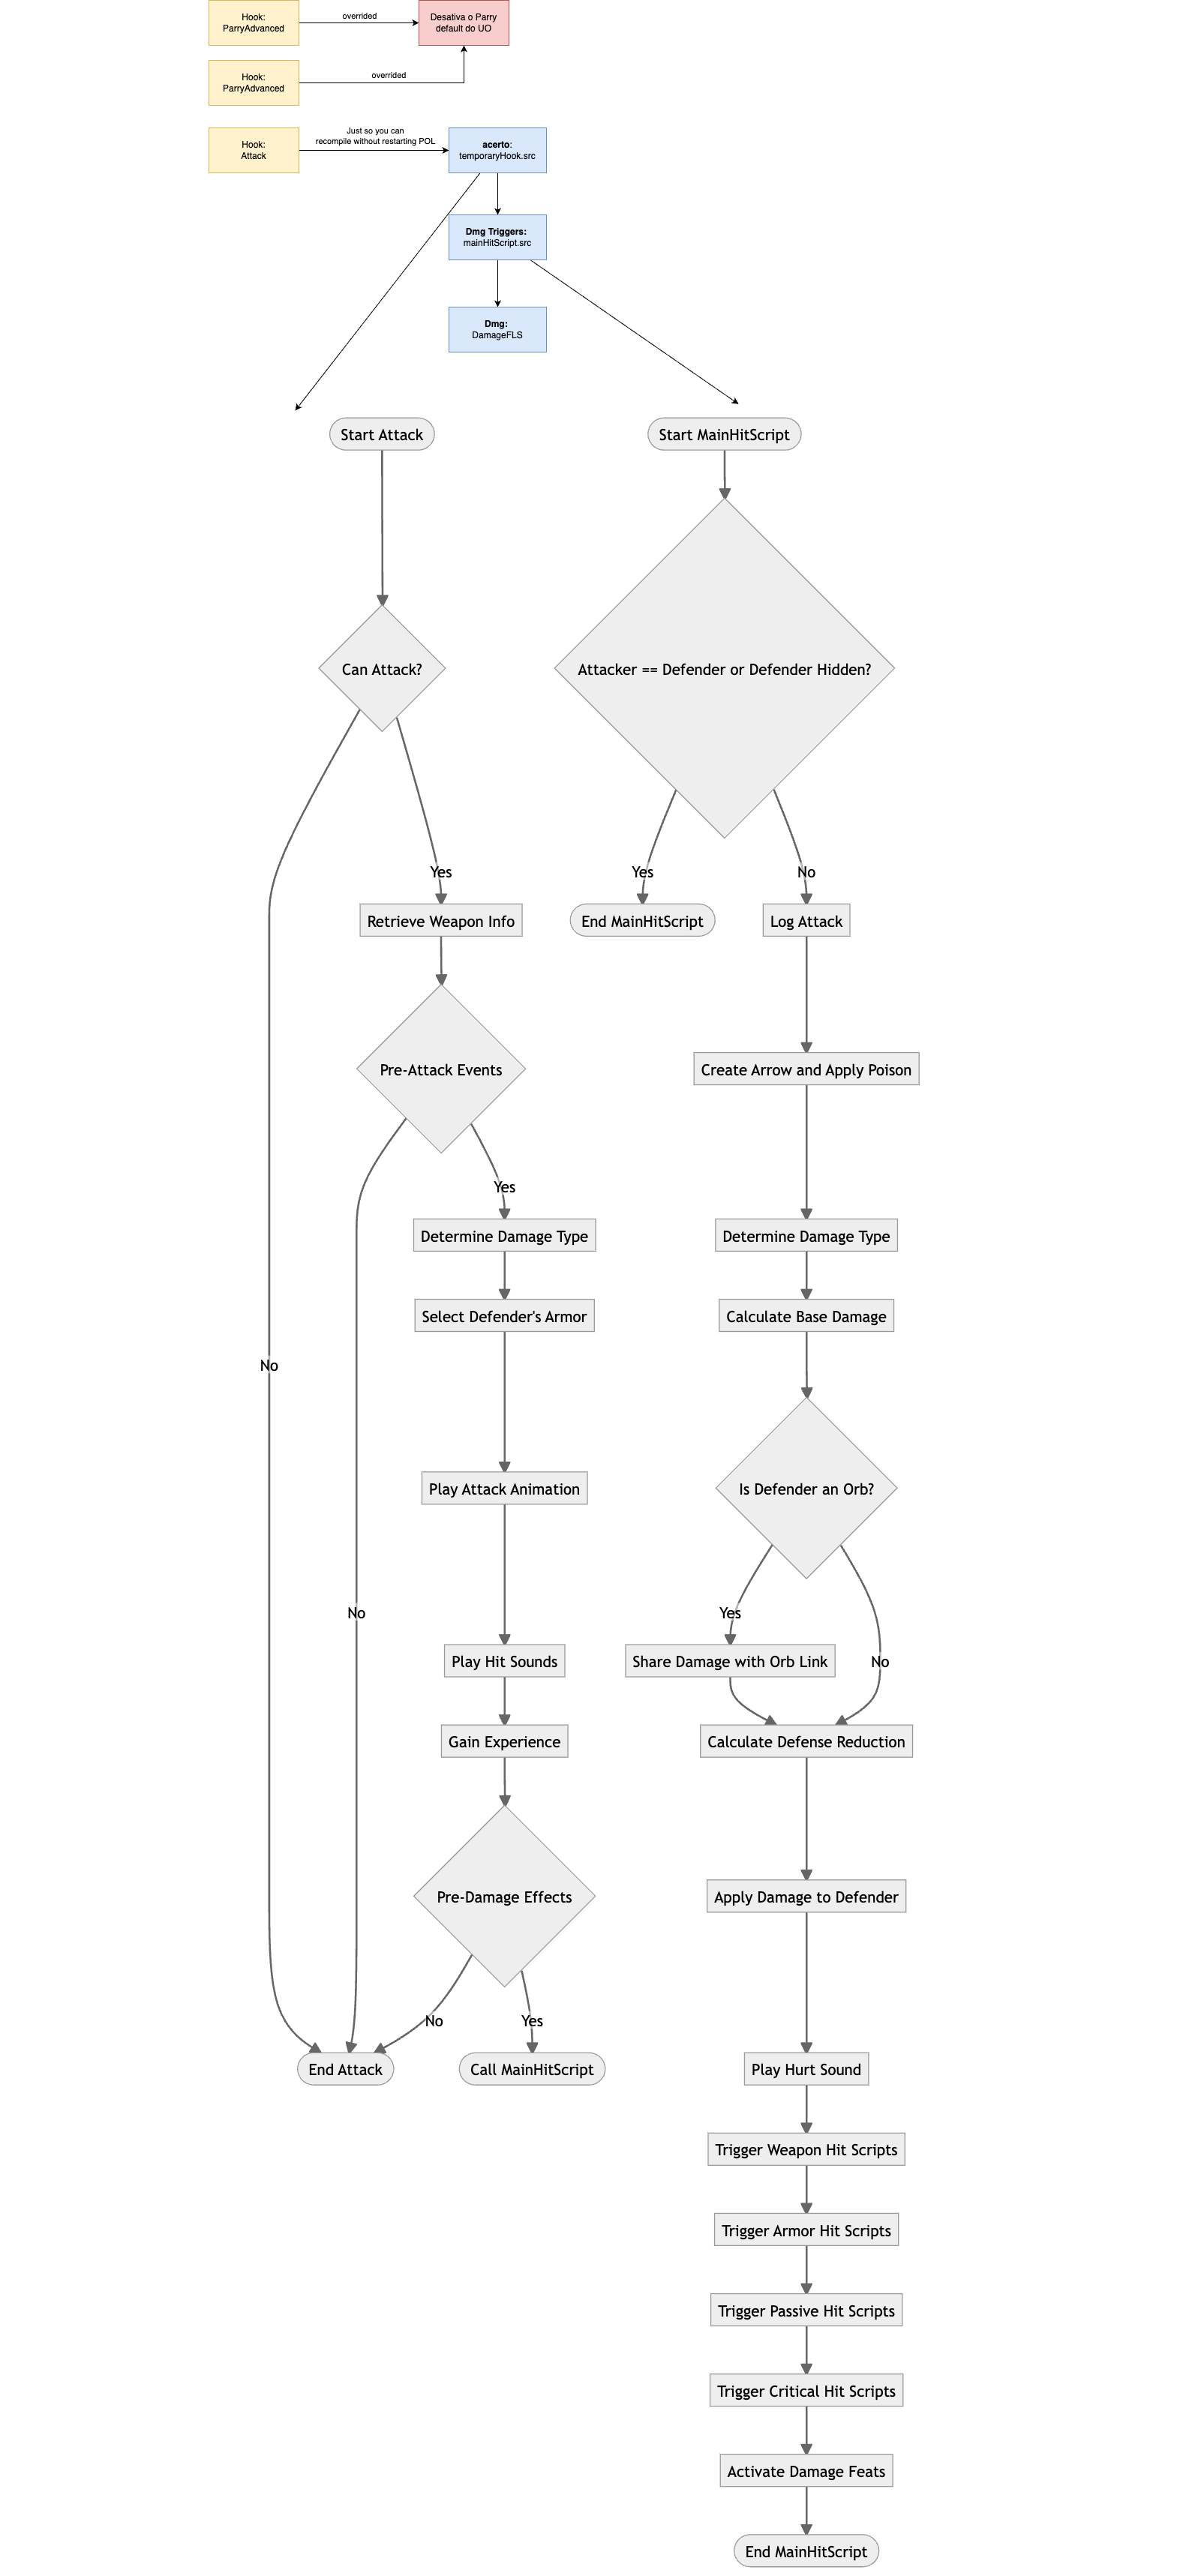 Hook:
ParryAdvanced
overrided
Desativa o Parry
default do UO
Hook:
ParryAdvanced
overrided
Hook:
Attack
Just so you can
recompile without restarting POL
acerto:
temporaryHook.src
Dmg Triggers:
mainHitScript.src
Dmg:
DamageFLS
Start Attack
Can Attack?
Yes
Retrieve Weapon Info
Pre-Attack Events
Yes
Determine Damage Type
Select Defender's Armor
No
Play Attack Animation
No
Play Hit Sounds
Gain Experience
Pre-Damage Effects
No
Yes
End Attack
Call MainHitScript
Start MainHitScript
Attacker == Defender or Defender Hidden?
Yes
No
End MainHitScript
Log Attack
Create Arrow and Apply Poison
Determine Damage Type
Calculate Base Damage
Is Defender an Orb?
Yes
Share Damage with Orb Link
No
Calculate Defense Reduction
Apply Damage to Defender
Play Hurt Sound
Trigger Weapon Hit Scripts
Trigger Armor Hit Scripts
Trigger Passive Hit Scripts
Trigger Critical Hit Scripts
Activate Damage Feats
End MainHitScript